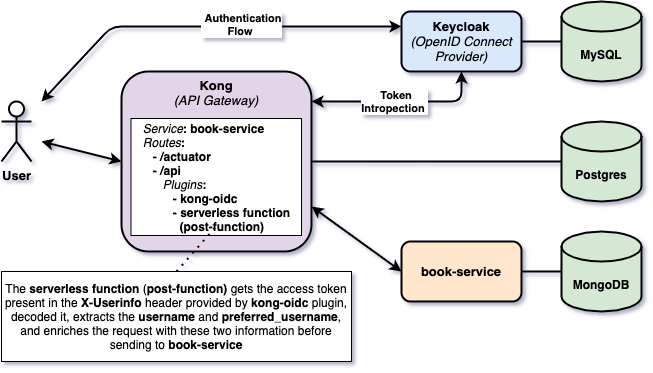 Authentication
Flow
Keycloak
(OpenID Connect
Provider)
MySQL
Kong
(API Gateway)
Token
Intropection
Service: book-service
Routes:
- /actuator
- /api
Plugins:
- kong-oidc
- serverless function
(post-function)
User
Postgres
book-service
MongoDB
The serverless function (post-function) gets the access token
present in the X-Userinfo header provided by kong-oidc plugin,
decoded it, extracts the username and preferred_username,
and enriches the request with these two information before
sending to book-service